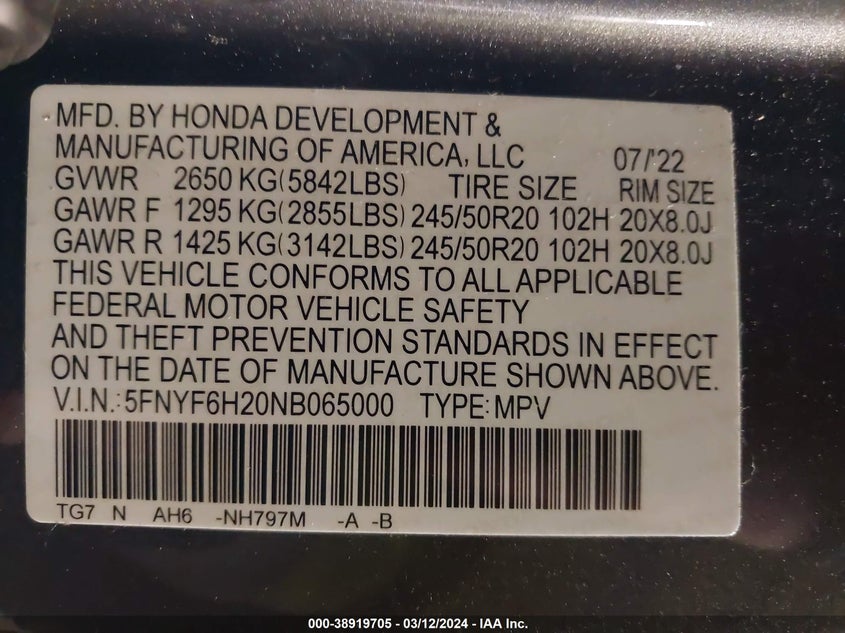 MFD. BY HONDA DEVELOPMENT &
MANUFACTURING OF AMERICA, LLC 07/'22
GVWR 2650 KG(5842LBS) TIRE SIZE RIM SIZE
GAWR F 1295 KG(2855LBS) 245/50R20 102H 20X8.0J
GAWR R 1425 KG(3142LBS) 245/50R20 102H 20X8.0J
THIS VEHICLE CONFORMS TO ALL APPLICABLE
FEDERAL MOTOR VEHICLE SAFETY
AND THEFT PREVENTION STANDARDS IN EFFECT
ON THE DATE OF MANUFACTURE SHOWN ABOVE.
V.I.N.: 5FNYF6H20NB065000 TYPE: MPV
TG7 N AH6 -NH797M -A -B
000-38919705 - 03/12/2024 - IAA Inc.